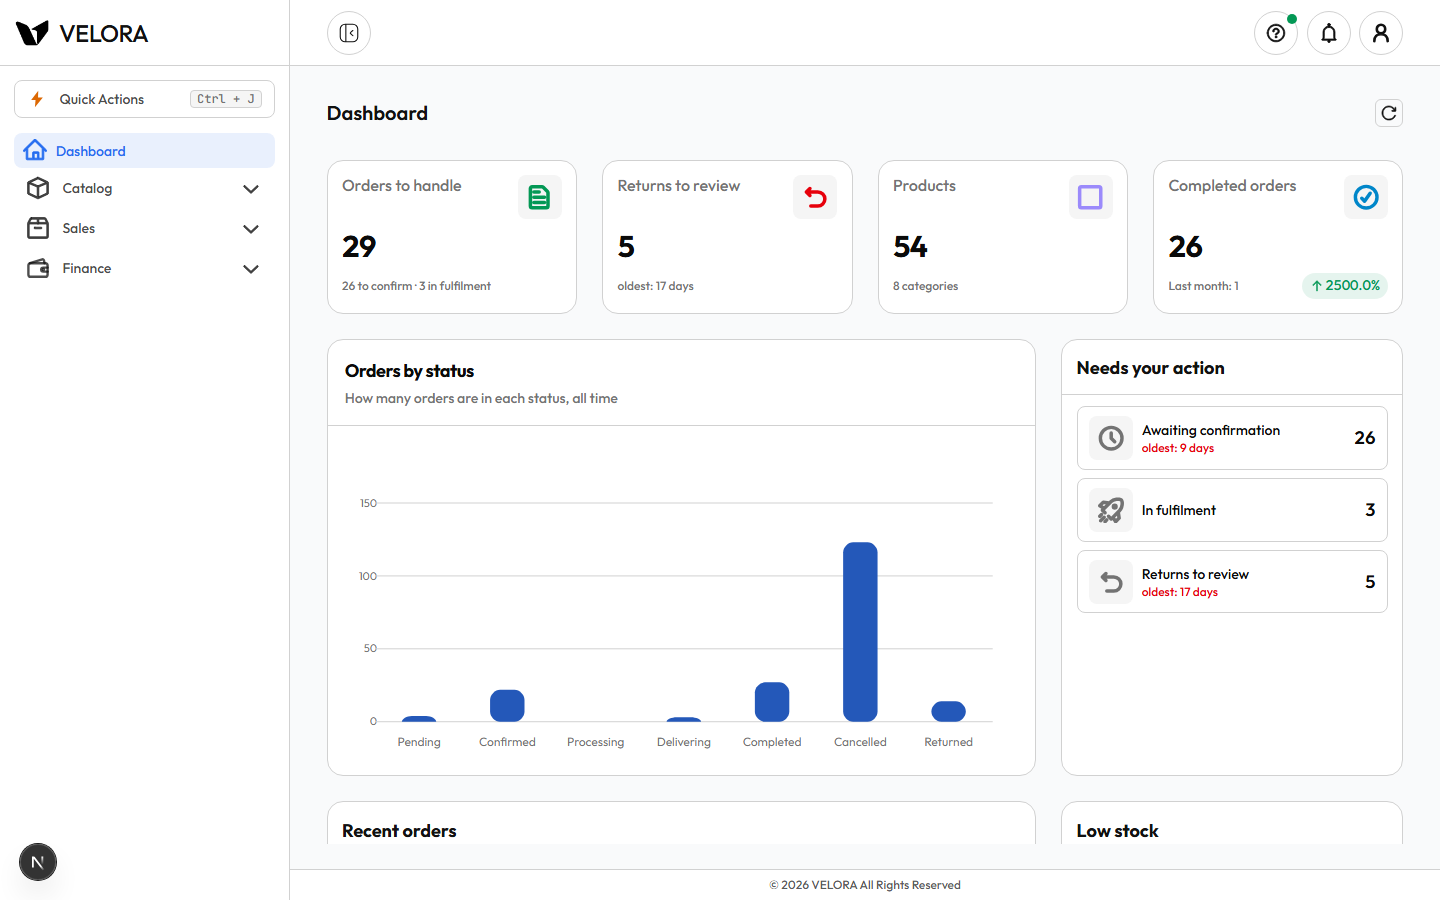 VELORA
Quick Actions
Ctrl + J
Dashboard
Catalog
Sales
Finance
Dashboard
Orders to handle
29
26 to confirm · 3 in fulfilment
Returns to review
5
oldest: 17 days
Products
54
8 categories
Completed orders
26
Last month: 1
↑ 2500.0%
Orders by status
How many orders are in each status, all time
150
100
50
0
Pending
Confirmed
Processing
Delivering
Completed
Cancelled
Returned
Needs your action
Awaiting confirmation
oldest: 9 days
26
In fulfilment
3
Returns to review
oldest: 17 days
5
Recent orders
Low stock
N
© 2026 VELORA All Rights Reserved